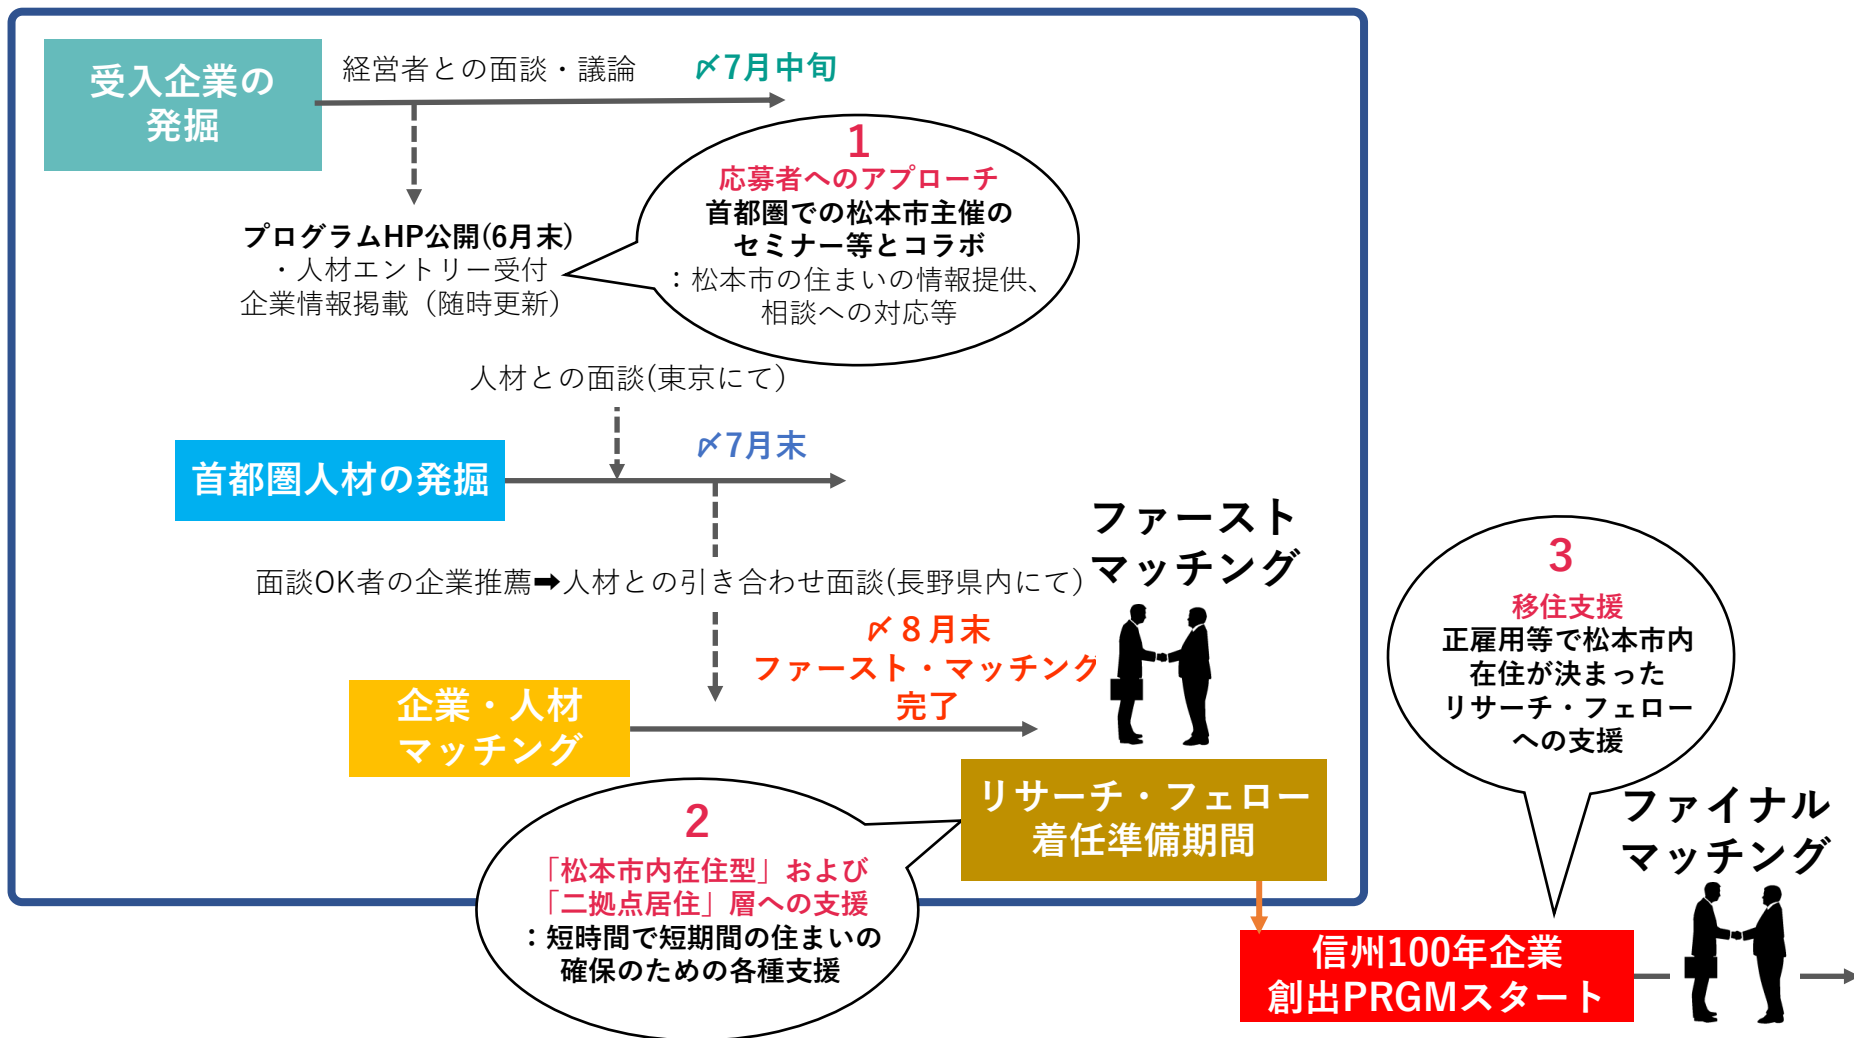 受入企業の
発掘
経営者との面談・議論
〆7月中旬
プログラムHP公開(6月末)
・人材エントリー受付
企業情報掲載（随時更新）
1
応募者へのアプローチ
首都圏での松本市主催の
セミナー等とコラボ
：松本市の住まいの情報提供、
相談への対応等
人材との面談(東京にて)
首都圏人材の発掘
〆7月末
面談OK者の企業推薦➡人材との引き合わせ面談(長野県内にて)
ファースト
マッチング
〆８月末
ファースト・マッチング
完了
企業・人材
マッチング
リサーチ・フェロー
着任準備期間
2
「松本市内在住型」および
「二拠点居住」層への支援
：短時間で短期間の住まいの
確保のための各種支援
3
移住支援
正雇用等で松本市内
在住が決まった
リサーチ・フェロー
への支援
ファイナル
マッチング
信州100年企業
創出PRGMスタート